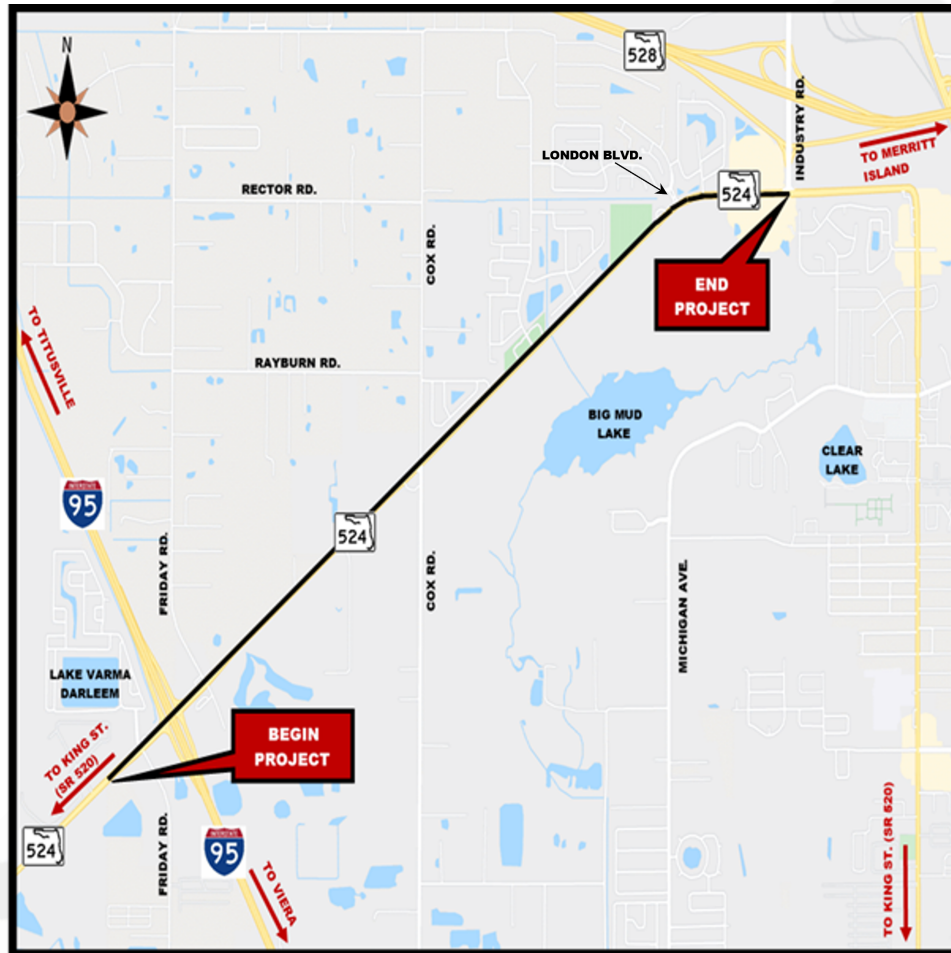 N
528
INDUSTRY RD.
LONDON BLVD.
TO MERRITT
ISLAND
RECTOR RD.
524
COX RD.
END
PROJECT
TO TITUSVILLE
RAYBURN RD.
BIG MUD
LAKE
CLEAR
LAKE
INTERSTATE
95
524
FRIDAY RD.
COX RD.
MICHIGAN AVE.
LAKE VARMA
DARLEEM
BEGIN
PROJECT
TO KING ST.
(SR 520)
524
FRIDAY RD.
INTERSTATE
95
TO VIERA
TO KING ST. (SR 520)